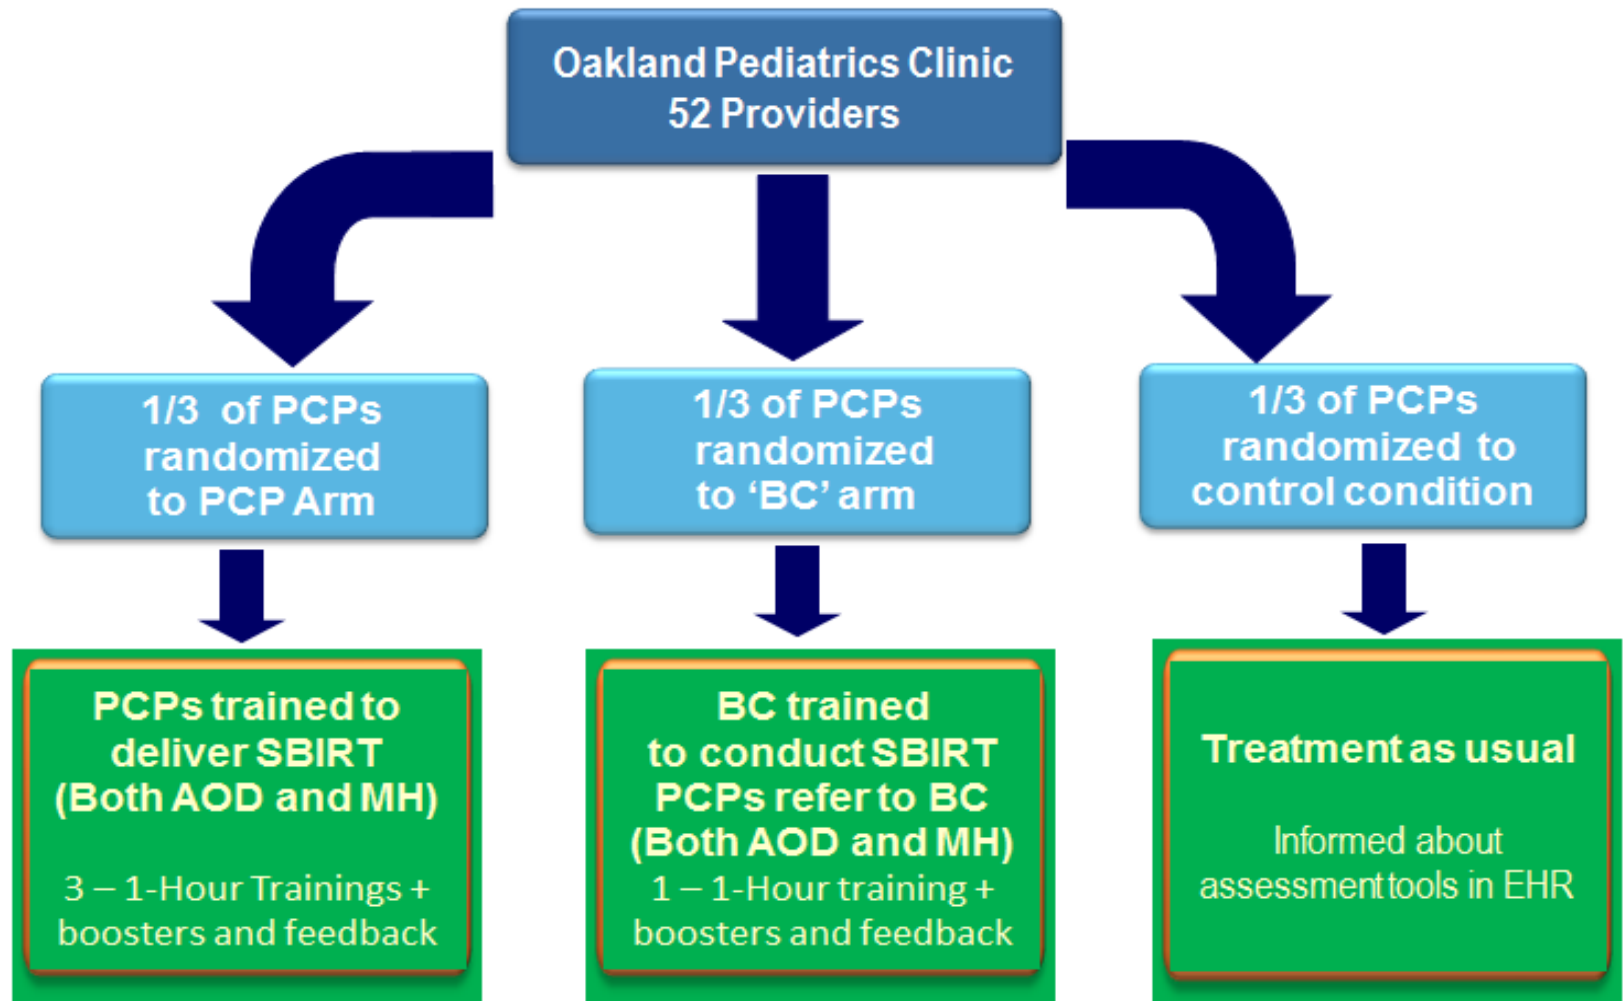 Oakland Pediatrics Clinic
52 Providers
1/3 of PCPs
randomized
to PCP Arm
1/3 of PCPs
randomized
to ‘BC’ arm
1/3 of PCPs
randomized to
control condition
PCPs trained to
deliver SBIRT
(Both AOD and MH)
3 – 1-Hour Trainings +
boosters and feedback
BC trained
to conduct SBIRT
PCPs refer to BC
(Both AOD and MH)
1 – 1-Hour training +
boosters and feedback
Treatment as usual
Informed about
assessment tools in EHR